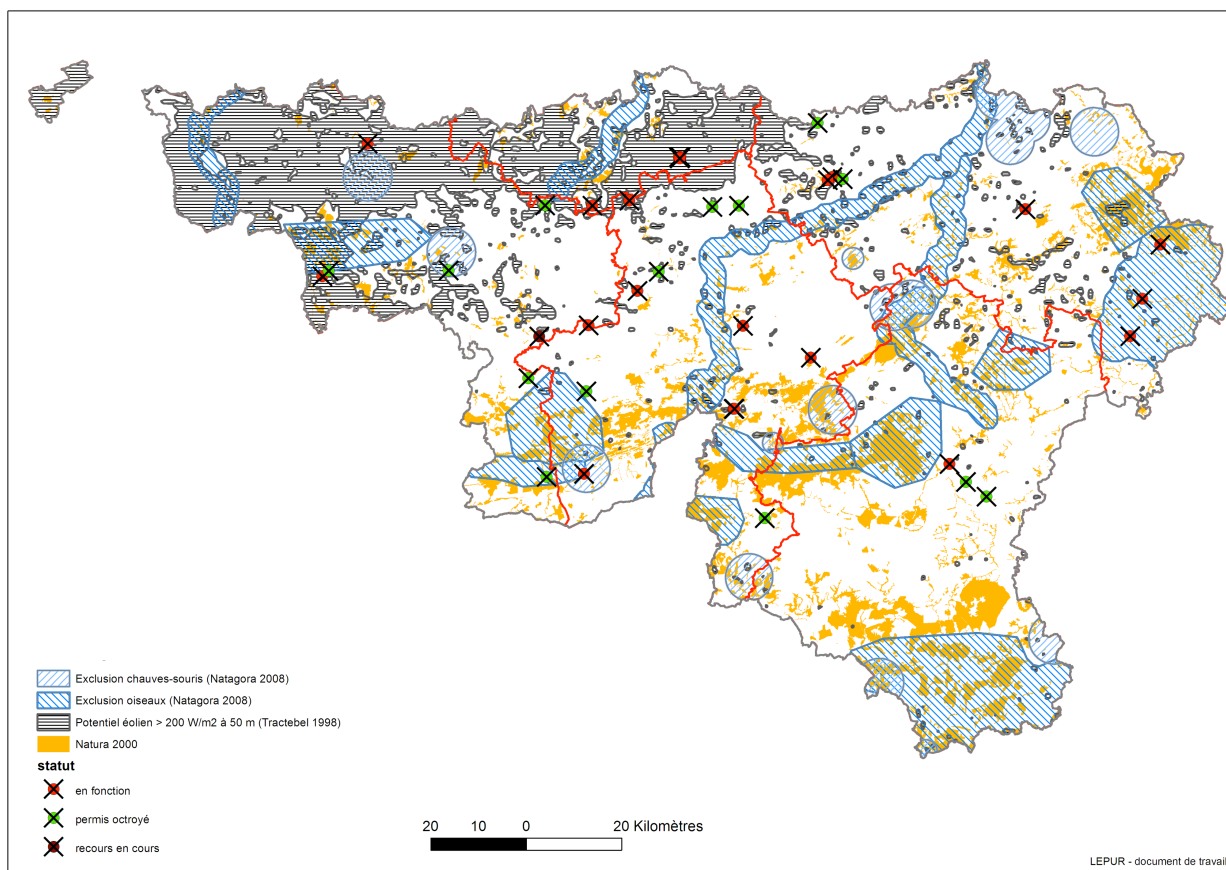 Exclusion chauves-souris (Natagora 2008)
Exclusion oiseaux (Natagora 2008)
Potentiel éolien > 200 W/m2 à 50 m (Tractebel 1998)
Natura 2000
statut
en fonction
permis octroyé
recours en cours
20 10 0 20 Kilomètres
LEPUR - document de travail